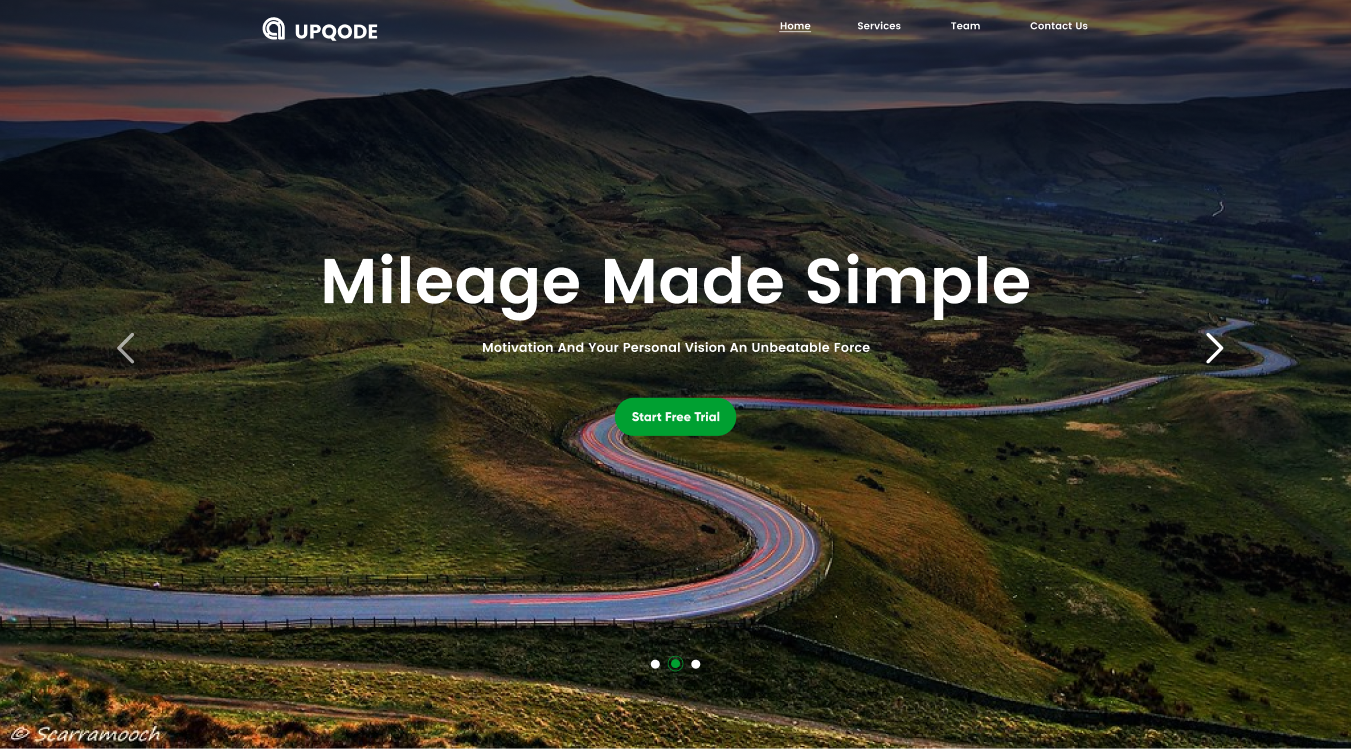 UPQODE
Home Services Team Contact Us
Mileage Made Simple
Motivation And Your Personal Vision An Unbeatable Force
Start Free Trial
© Scarramooch